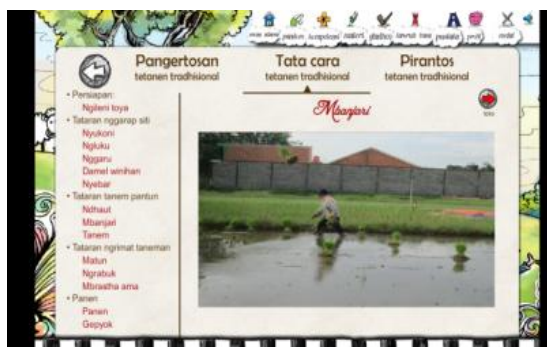 Pangertosan
tetanen tradhisional
Tata cara
tetanen tradhisional
Pirantos
tetanen tradhisional
Mbanjari
• Persiapan:
Ngileni toya
• Tataran nggarap siti
Nyukoni
Ngluku
Nggaru
Damel winihan
Nyebar
• Tataran tanem pantun
Ndhaut
Mbanjari
Tanem
• Tataran ngrimat taneman
Matun
Ngrabuk
Mbrastha ama
• Panen
Panen
Gepyok